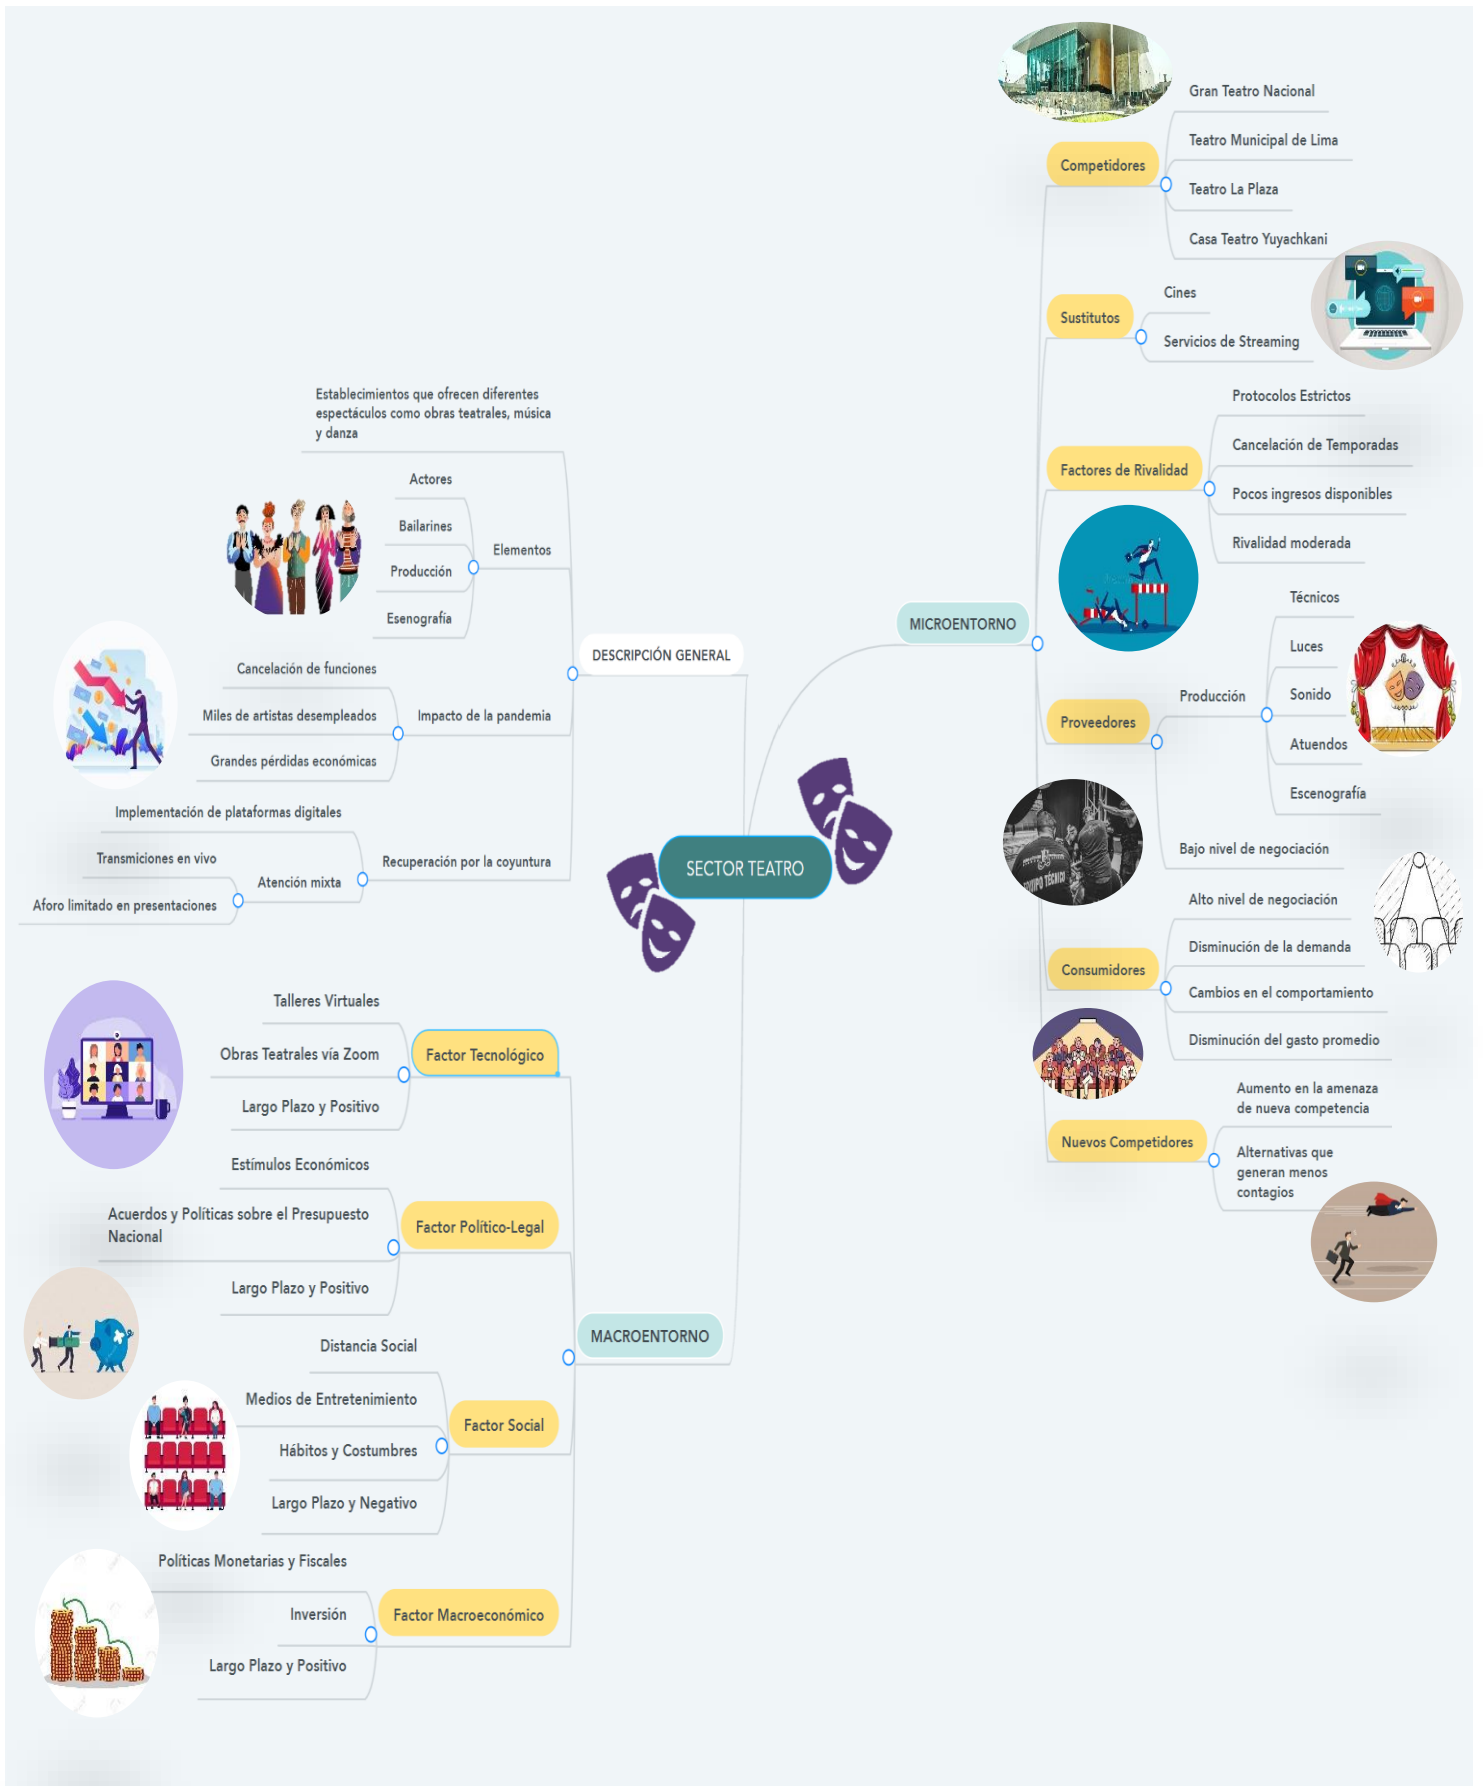 SECTOR TEATRO
DESCRIPCIÓN GENERAL
Establecimientos que ofrecen diferentes
espectáculos como obras teatrales, música
y danza
Elementos
Actores
Bailarines
Producción
Esenografía
Impacto de la pandemia
Cancelación de funciones
Miles de artistas desempleados
Grandes pérdidas económicas
Recuperación por la coyuntura
Implementación de plataformas digitales
Atención mixta
Transmiciones en vivo
Aforo limitado en presentaciones
MACROENTORNO
Factor Tecnológico
Talleres Virtuales
Obras Teatrales vía Zoom
Largo Plazo y Positivo
Factor Político-Legal
Estímulos Económicos
Acuerdos y Políticas sobre el Presupuesto
Nacional
Largo Plazo y Positivo
Factor Social
Distancia Social
Medios de Entretenimiento
Hábitos y Costumbres
Largo Plazo y Negativo
Factor Macroeconómico
Políticas Monetarias y Fiscales
Inversión
Largo Plazo y Positivo
MICROENTORNO
Competidores
Gran Teatro Nacional
Teatro Municipal de Lima
Teatro La Plaza
Casa Teatro Yuyachkani
Sustitutos
Cines
Servicios de Streaming
Factores de Rivalidad
Protocolos Estrictos
Cancelación de Temporadas
Pocos ingresos disponibles
Rivalidad moderada
Proveedores
Producción
Técnicos
Luces
Sonido
Atuendos
Escenografía
Bajo nivel de negociación
EQUIPO TÉCNICO
Consumidores
Alto nivel de negociación
Disminución de la demanda
Cambios en el comportamiento
Disminución del gasto promedio
Nuevos Competidores
Aumento en la amenaza
de nueva competencia
Alternativas que
generan menos
contagios